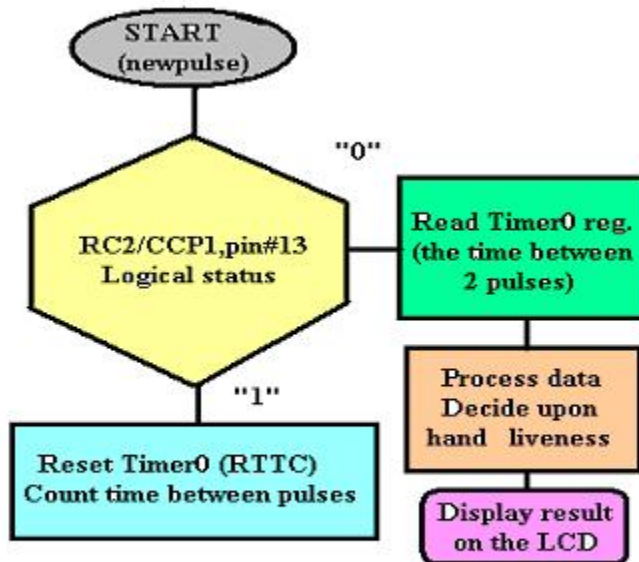 START
(newpulse)
"0"
RC2/CCP1,pin#13
Logical status
Read Timer0 reg.
(the time between
2 pulses)
"1"
Reset Timer0 (RTTC)
Count time between pulses
Process data
Decide upon
hand liveness
Display result
on the LCD